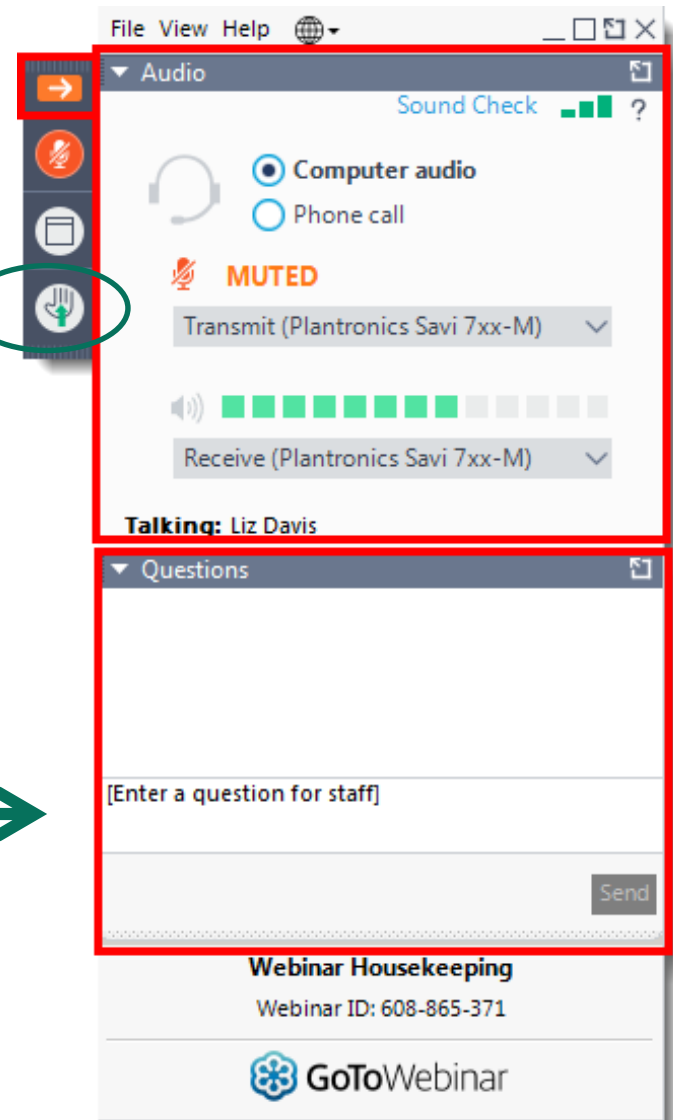 File View Help
Audio
Sound Check ?
Computer audio
Phone call
MUTED
Transmit (Plantronics Savi 7xx-M)
Receive (Plantronics Savi 7xx-M)
Talking: Liz Davis
Questions
[Enter a question for staff]
Send
Webinar Housekeeping
Webinar ID: 608-865-371
GoToWebinar